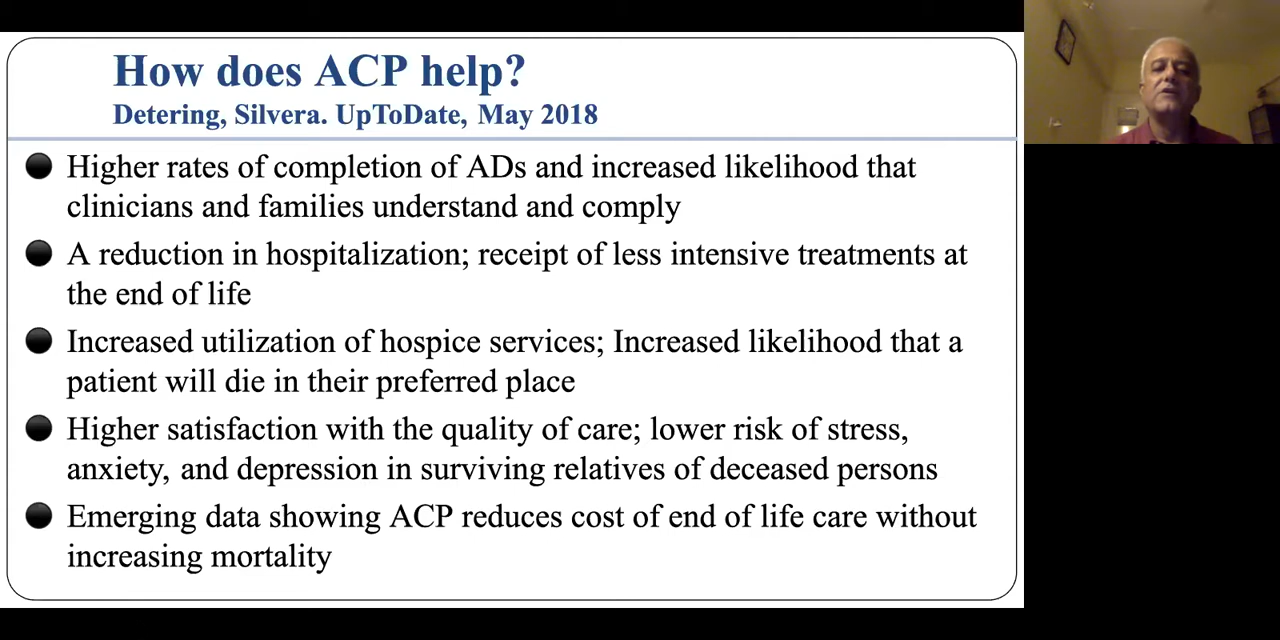 How does ACP help?
Detering, Silvera. UpToDate, May 2018
Higher rates of completion of ADs and increased likelihood that
clinicians and families understand and comply
A reduction in hospitalization; receipt of less intensive treatments at
the end of life
Increased utilization of hospice services; Increased likelihood that a
patient will die in their preferred place
Higher satisfaction with the quality of care; lower risk of stress,
anxiety, and depression in surviving relatives of deceased persons
Emerging data showing ACP reduces cost of end of life care without
increasing mortality